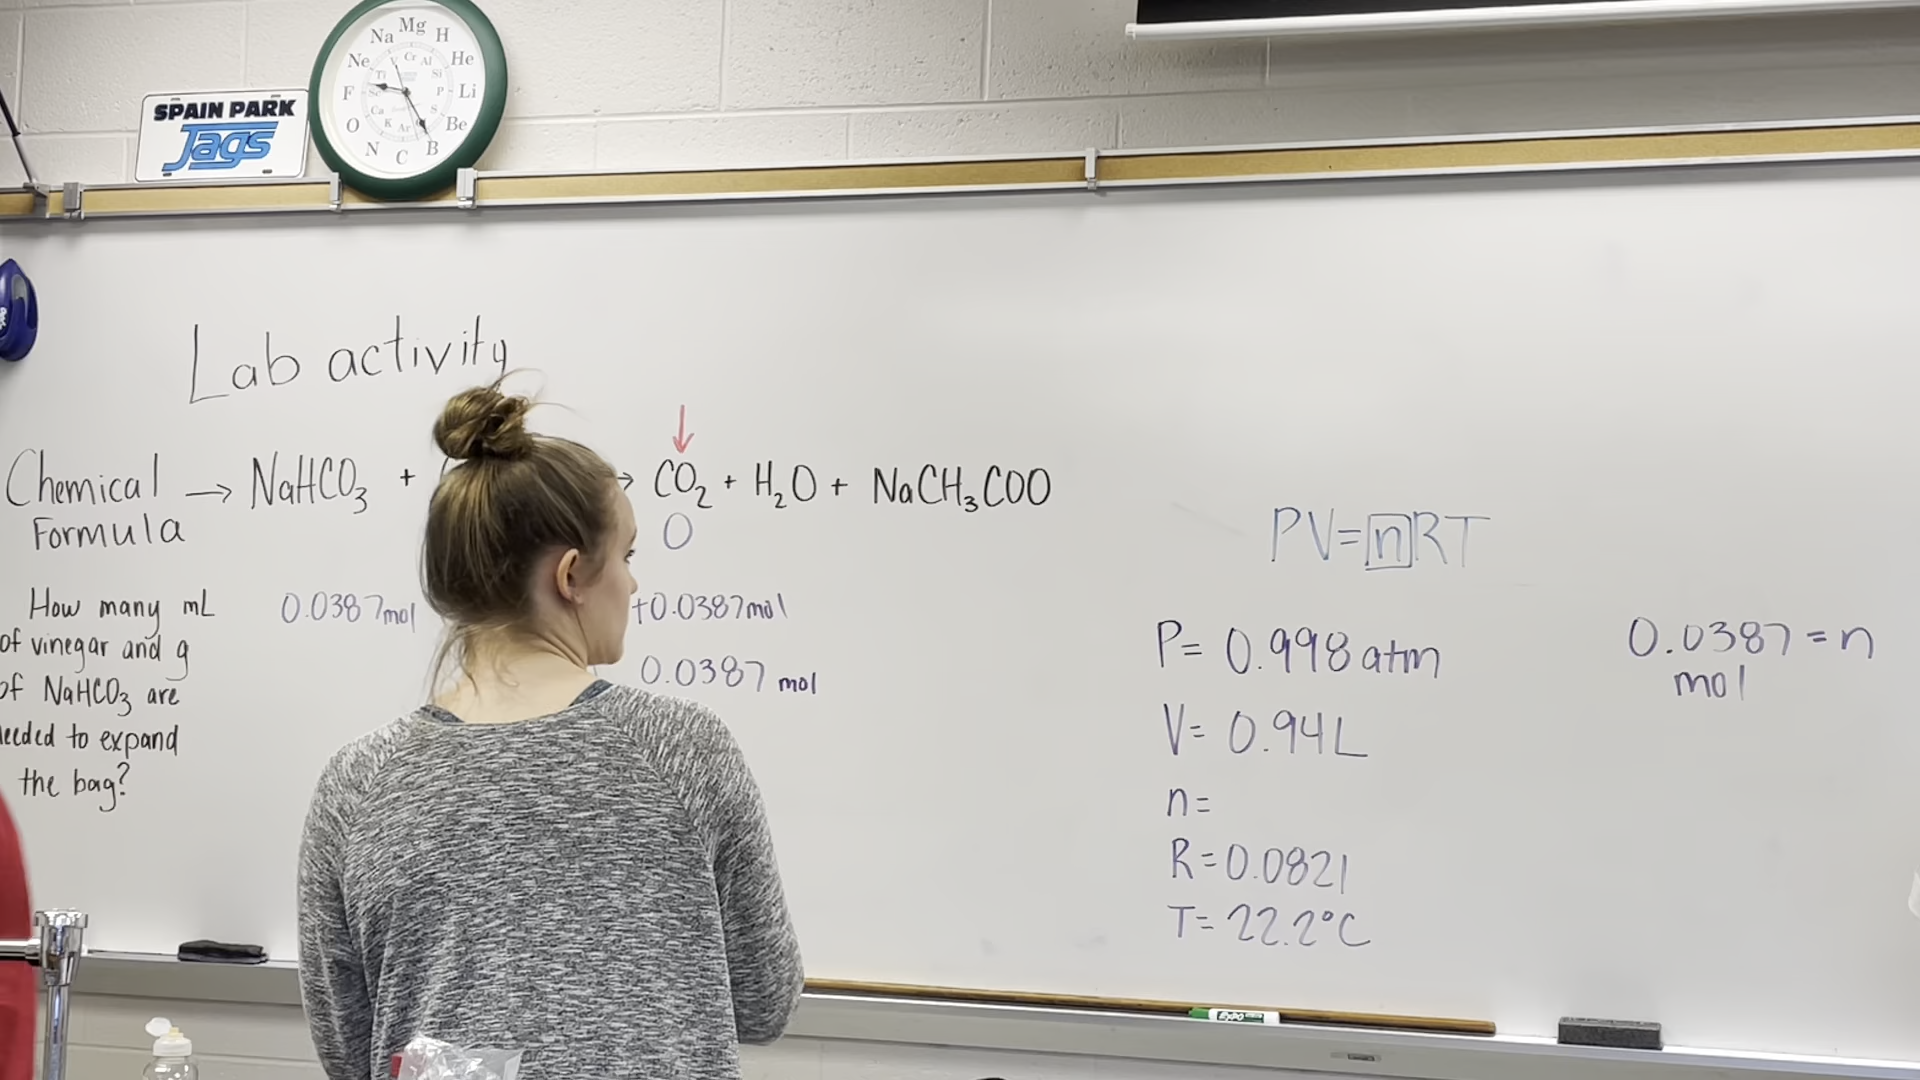 SPAIN PARK
Jags
Mg
H
He
Li
Be
B
C
N
O
F
Ne
Na
Lab activity
Chemical → NaHCO₃ + → CO₂ + H₂O + NaCH₃COO
Formula
O
How many mL
of vinegar and g
of NaHCO₃ are
needed to expand
the bag?
0.0387 mol
+0.0387 mol
0.0387 mol
PV=nRT
P= 0.998 atm
V= 0.94 L
n=
R=0.0821
T= 22.2°C
0.0387 = n
mol
EXPO